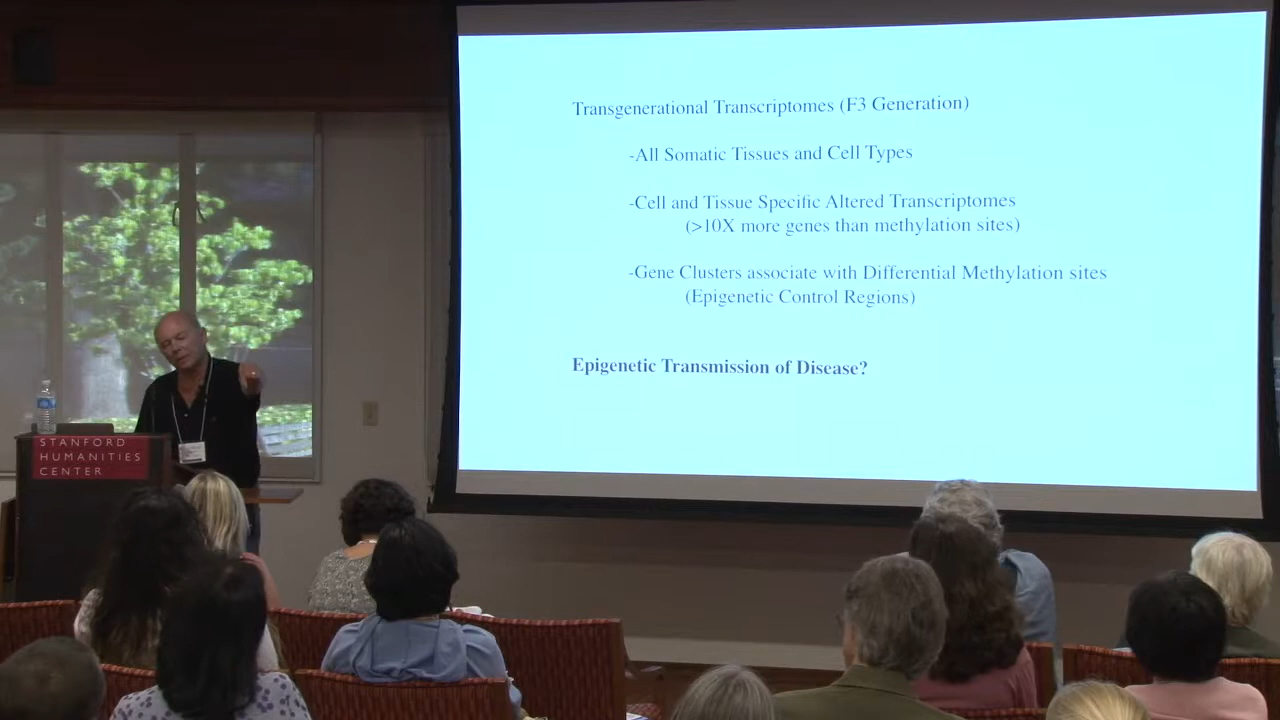 Transgenerational Transcriptomes (F3 Generation)
-All Somatic Tissues and Cell Types
-Cell and Tissue Specific Altered Transcriptomes
(>10X more genes than methylation sites)
-Gene Clusters associate with Differential Methylation sites
(Epigenetic Control Regions)
Epigenetic Transmission of Disease?
STANFORD
HUMANITIES
CENTER